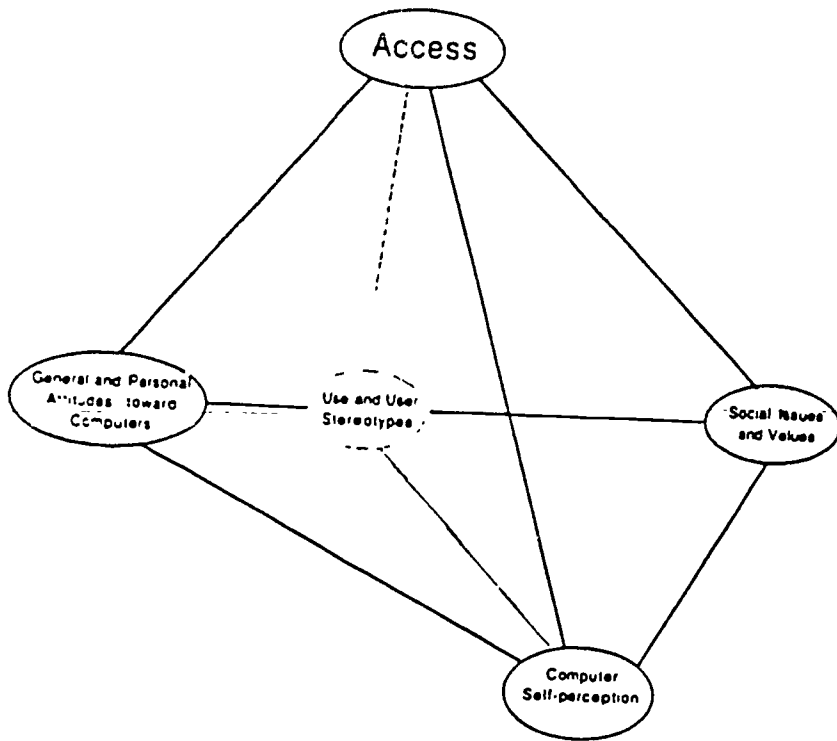 Access
General and Personal
Attitudes toward
Computers
Use and User
Stereotypes
Social Issues
and Values
Computer
Self-perception